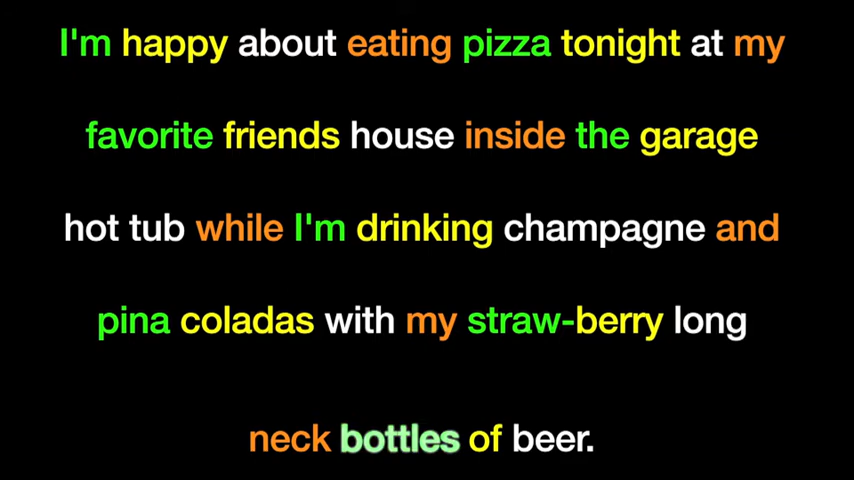 I'm happy about eating pizza tonight at my
favorite friends house inside the garage
hot tub while I'm drinking champagne and
pina coladas with my straw-berry long
neck bottles of beer.